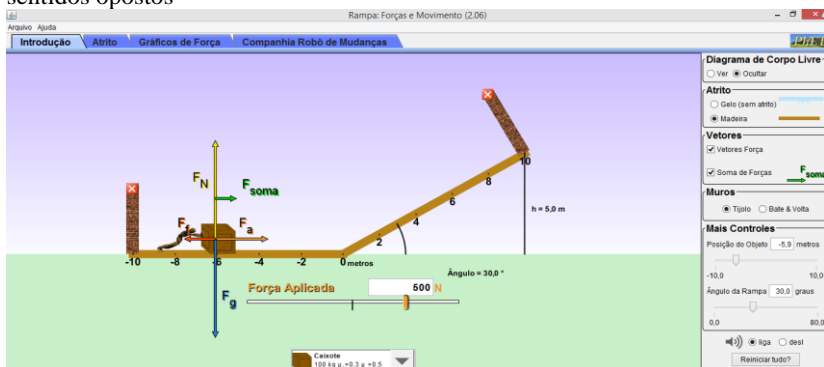 sentidos opostos
Rampa: Forças e Movimento (2.06)
Arquivo Ajuda
Introdução Atrito Gráficos de Força Companhia Robô de Mudanças
Diagrama de Corpo Livre
Ver Ocultar
Atrito
Gelo (sem atrito)
Madeira
Vetores
Vetores Força
Soma de Forças
F soma
Muros
Tijolo Bate & Volta
Mais Controles
Posição do Objeto -5,9 metros
-10,0 10,0
Ângulo da Rampa 30,0 graus
0,0 80,0
liga desl
Reiniciar tudo?
F N
F soma
F a
F g
10
8
6
4
2
h = 5,0 m
-10 -8 -6 -4 -2 0 metros
Ângulo = 30,0 °
Força Aplicada 500 N
Caixote
100 kg